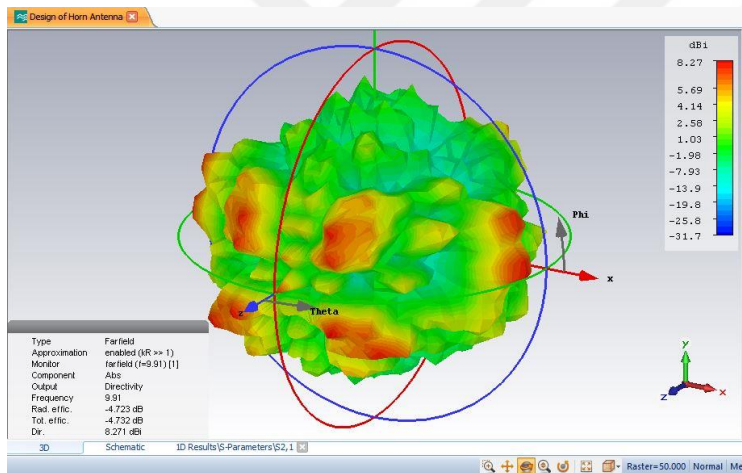 Design of Horn Antenna
dBi
8.27
5.69
4.14
2.58
1.03
-1.98
-7.93
-13.9
-19.8
-25.8
-31.7
Phi
x
z
Theta
Type Farfield
Approximation enabled (kR >> 1)
Monitor farfield (f=9.91) [1]
Component Abs
Output Directivity
Frequency 9.91
Rad. effic. -4.723 dB
Tot. effic. -4.732 dB
Dir. 8.271 dBi
y
z
x
3D Schematic 1D Results\S-Parameters\S2,1
Raster=50.000 Normal Me